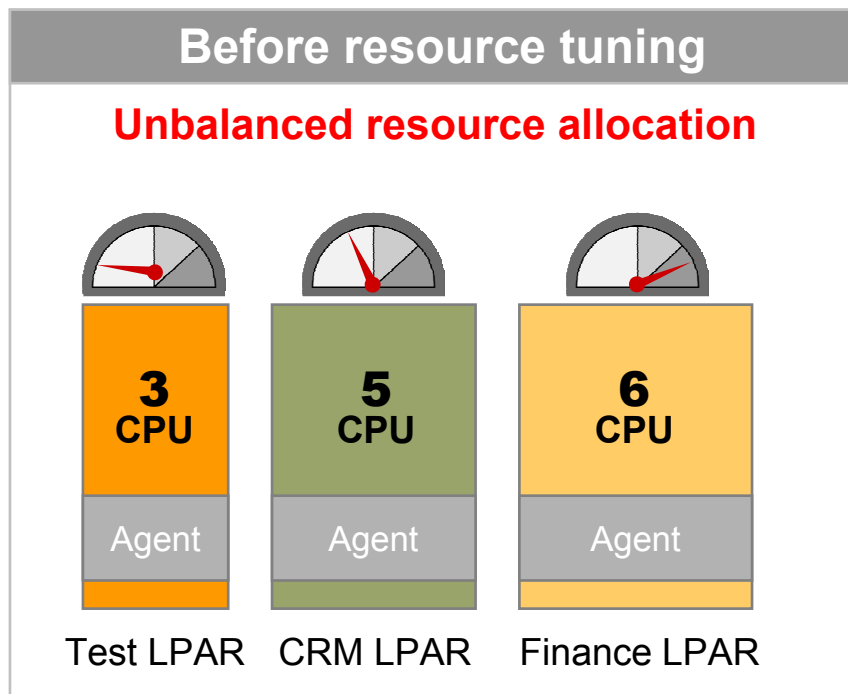 Before resource tuning
Unbalanced resource allocation
3 5 6
CPU CPU CPU
Agent Agent Agent
Test LPAR CRM LPAR Finance LPAR